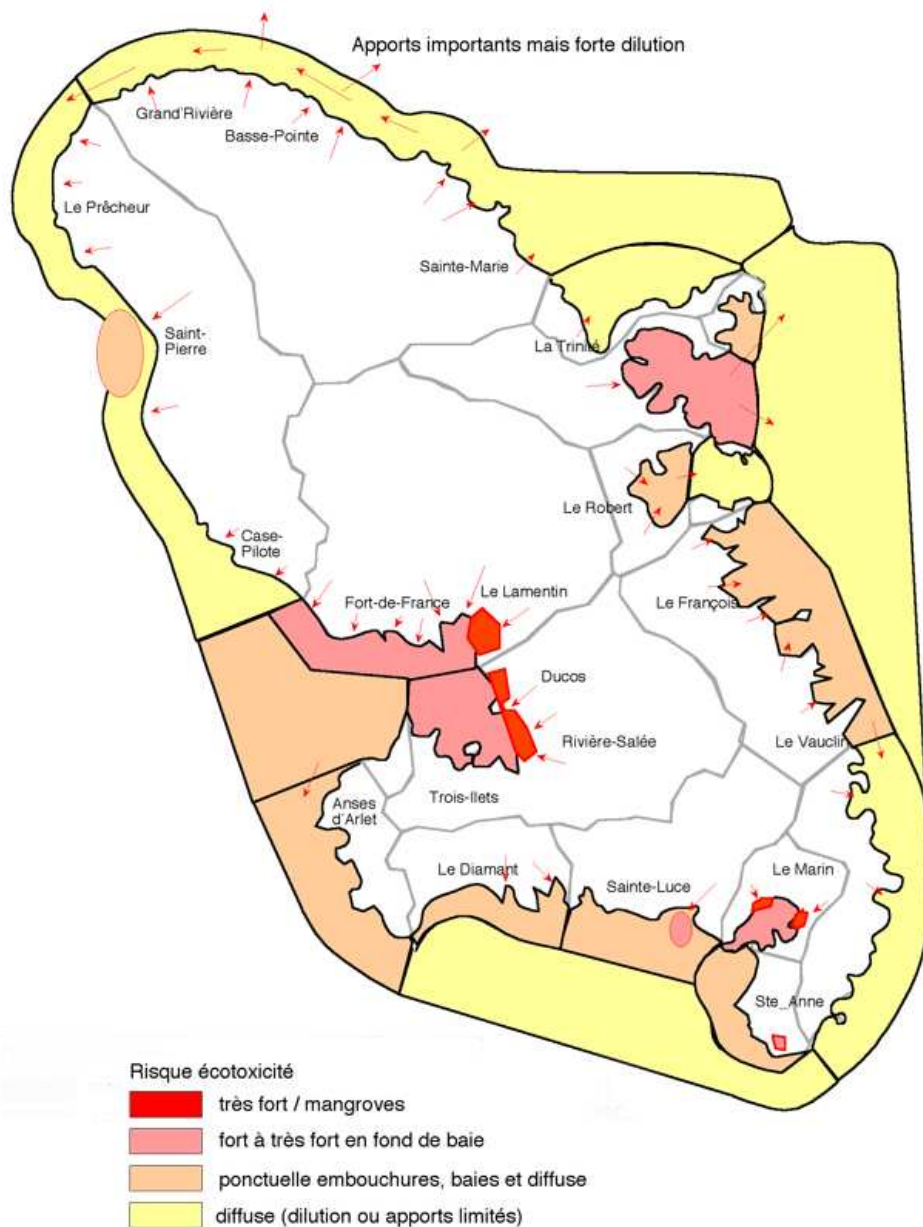 Apports importants mais forte dilution
Grand'Rivière
Basse-Pointe
Le Prêcheur
Sainte-Marie
Saint-
Pierre
La Trinité
Le Robert
Case-
Pilote
Fort-de-France
Le Lamentin
Le François
Ducos
Rivière-Salée
Le Vauclin
Trois-Ilets
Anses
d'Arlet
Le Diamant
Sainte-Luce
Le Marin
Ste_Anne
Risque écotoxicité
très fort / mangroves
fort à très fort en fond de baie
ponctuelle embouchures, baies et diffuse
diffuse (dilution ou apports limités)